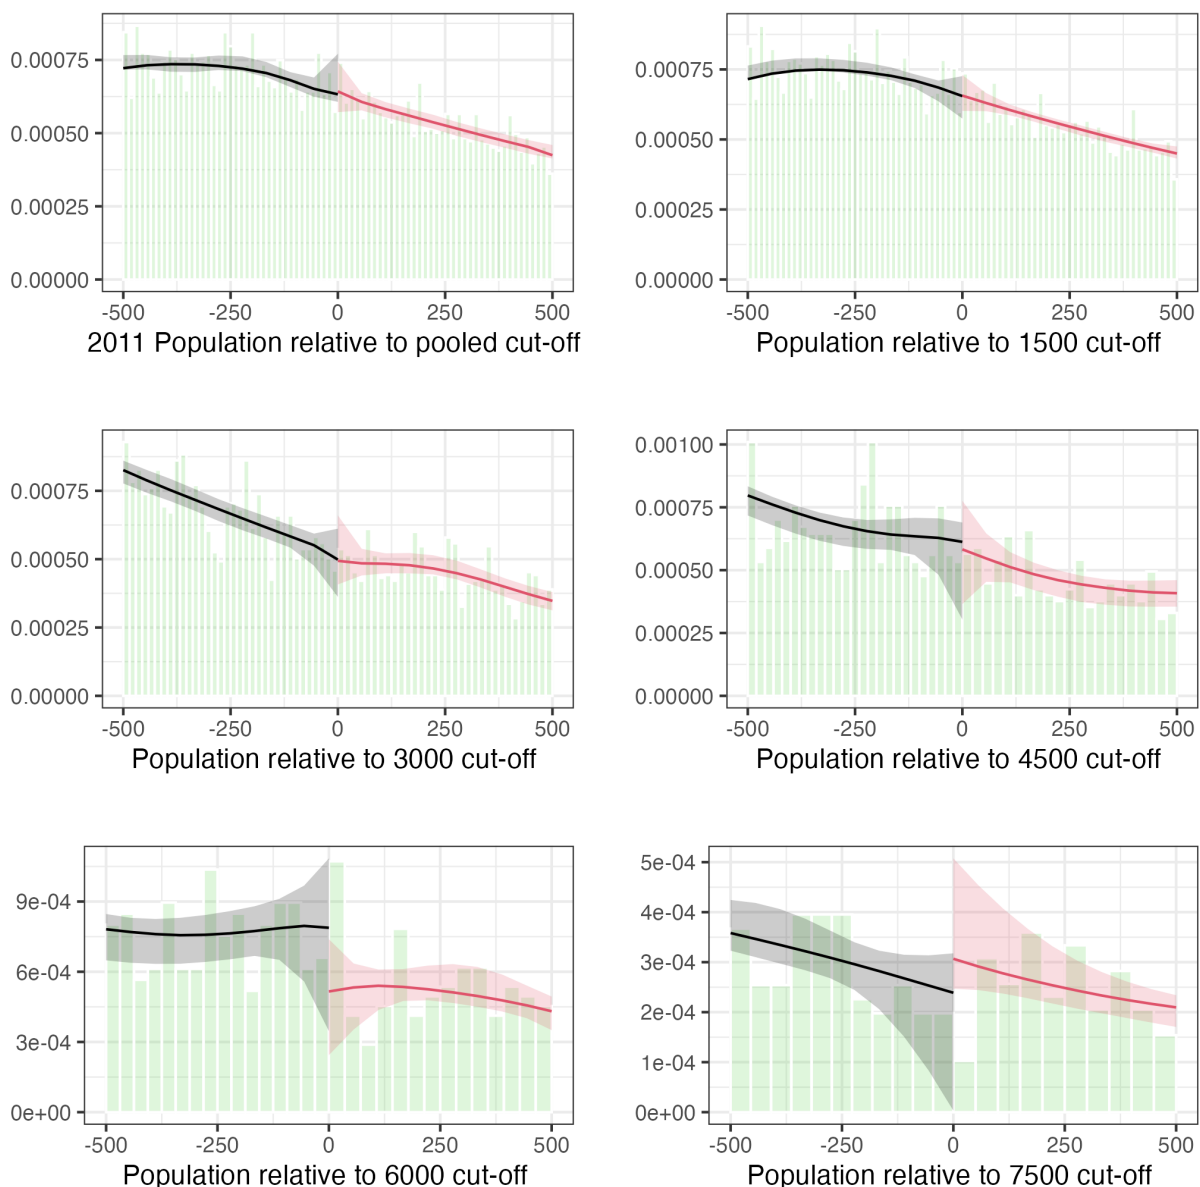 0.00075
0.00050
0.00025
0.00000
-500 -250 0 250 500
2011 Population relative to pooled cut-off
0.00075
0.00050
0.00025
0.00000
-500 -250 0 250 500
Population relative to 1500 cut-off
0.00075
0.00050
0.00025
0.00000
-500 -250 0 250 500
Population relative to 3000 cut-off
0.00100
0.00075
0.00050
0.00025
0.00000
-500 -250 0 250 500
Population relative to 4500 cut-off
9e-04
6e-04
3e-04
0e+00
-500 -250 0 250 500
Population relative to 6000 cut-off
5e-04
4e-04
3e-04
2e-04
1e-04
0e+00
-500 -250 0 250 500
Population relative to 7500 cut-off